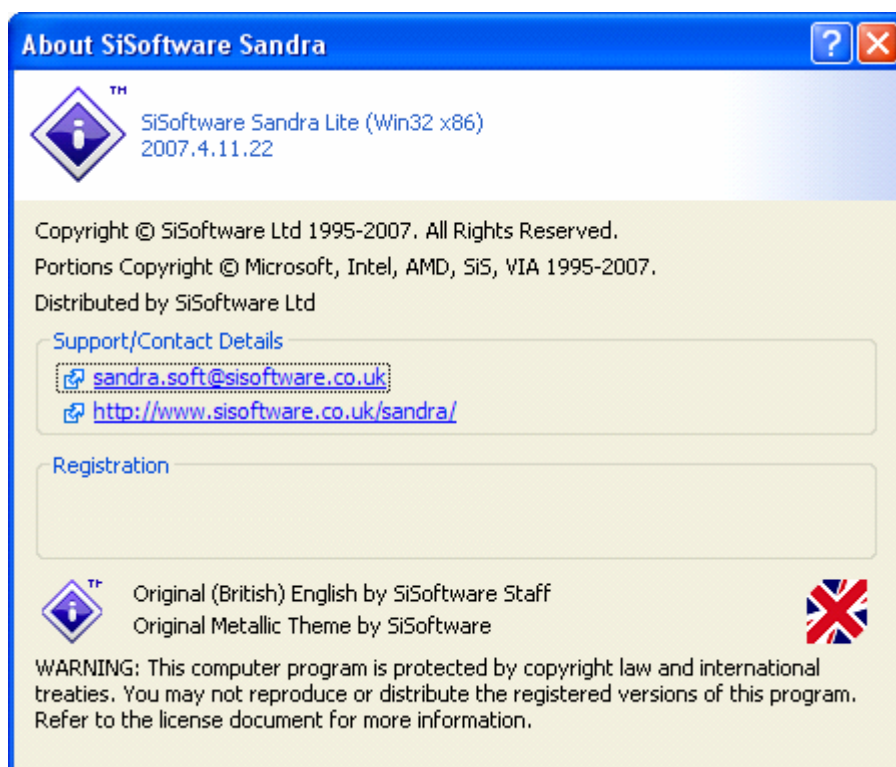 About SiSoftware Sandra
TM
SiSoftware Sandra Lite (Win32 x86)
2007.4.11.22
Copyright © SiSoftware Ltd 1995-2007. All Rights Reserved.
Portions Copyright © Microsoft, Intel, AMD, SiS, VIA 1995-2007.
Distributed by SiSoftware Ltd
Support/Contact Details
sandra.soft@sisoftware.co.uk
http://www.sisoftware.co.uk/sandra/
Registration
TM
Original (British) English by SiSoftware Staff
Original Metallic Theme by SiSoftware
WARNING: This computer program is protected by copyright law and international
treaties. You may not reproduce or distribute the registered versions of this program.
Refer to the license document for more information.